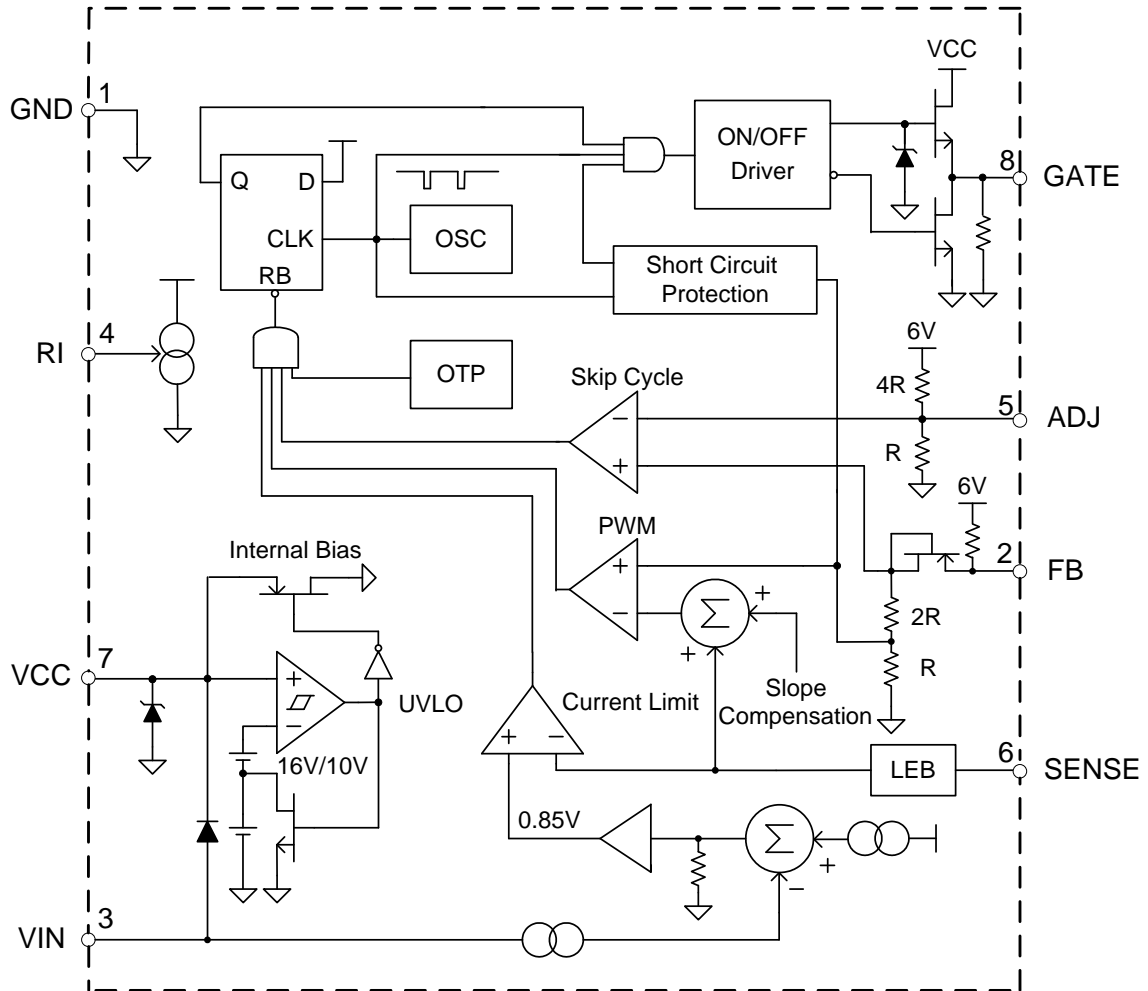 VCC
1
GND
ON/OFF
Driver
8
GATE
Q
D
CLK
RB
OSC
Short Circuit
Protection
4
RI
OTP
6V
4R
Skip Cycle
−
+
5
ADJ
R
6V
PWM
+
−
Σ
+
+
2
FB
2R
R
Internal Bias
7
VCC
+
−
UVLO
16V/10V
Current Limit
+
−
Slope
Compensation
LEB
6
SENSE
0.85V
Σ
+
−
3
VIN